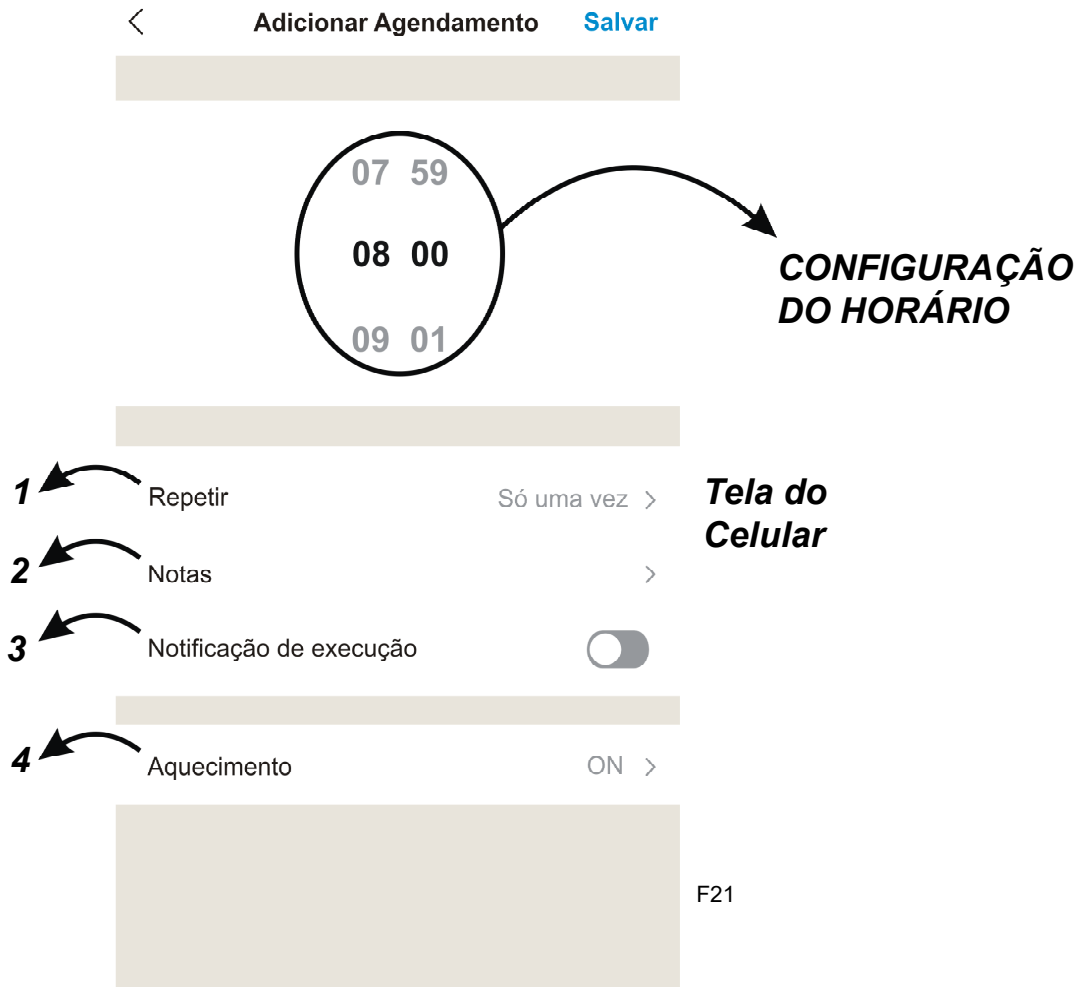 Adicionar Agendamento Salvar
07 59
08 00
09 01
CONFIGURAÇÃO
DO HORÁRIO
1 Repetir Só uma vez >
Tela do
Celular
2 Notas >
3 Notificação de execução
4 Aquecimento ON >
F21